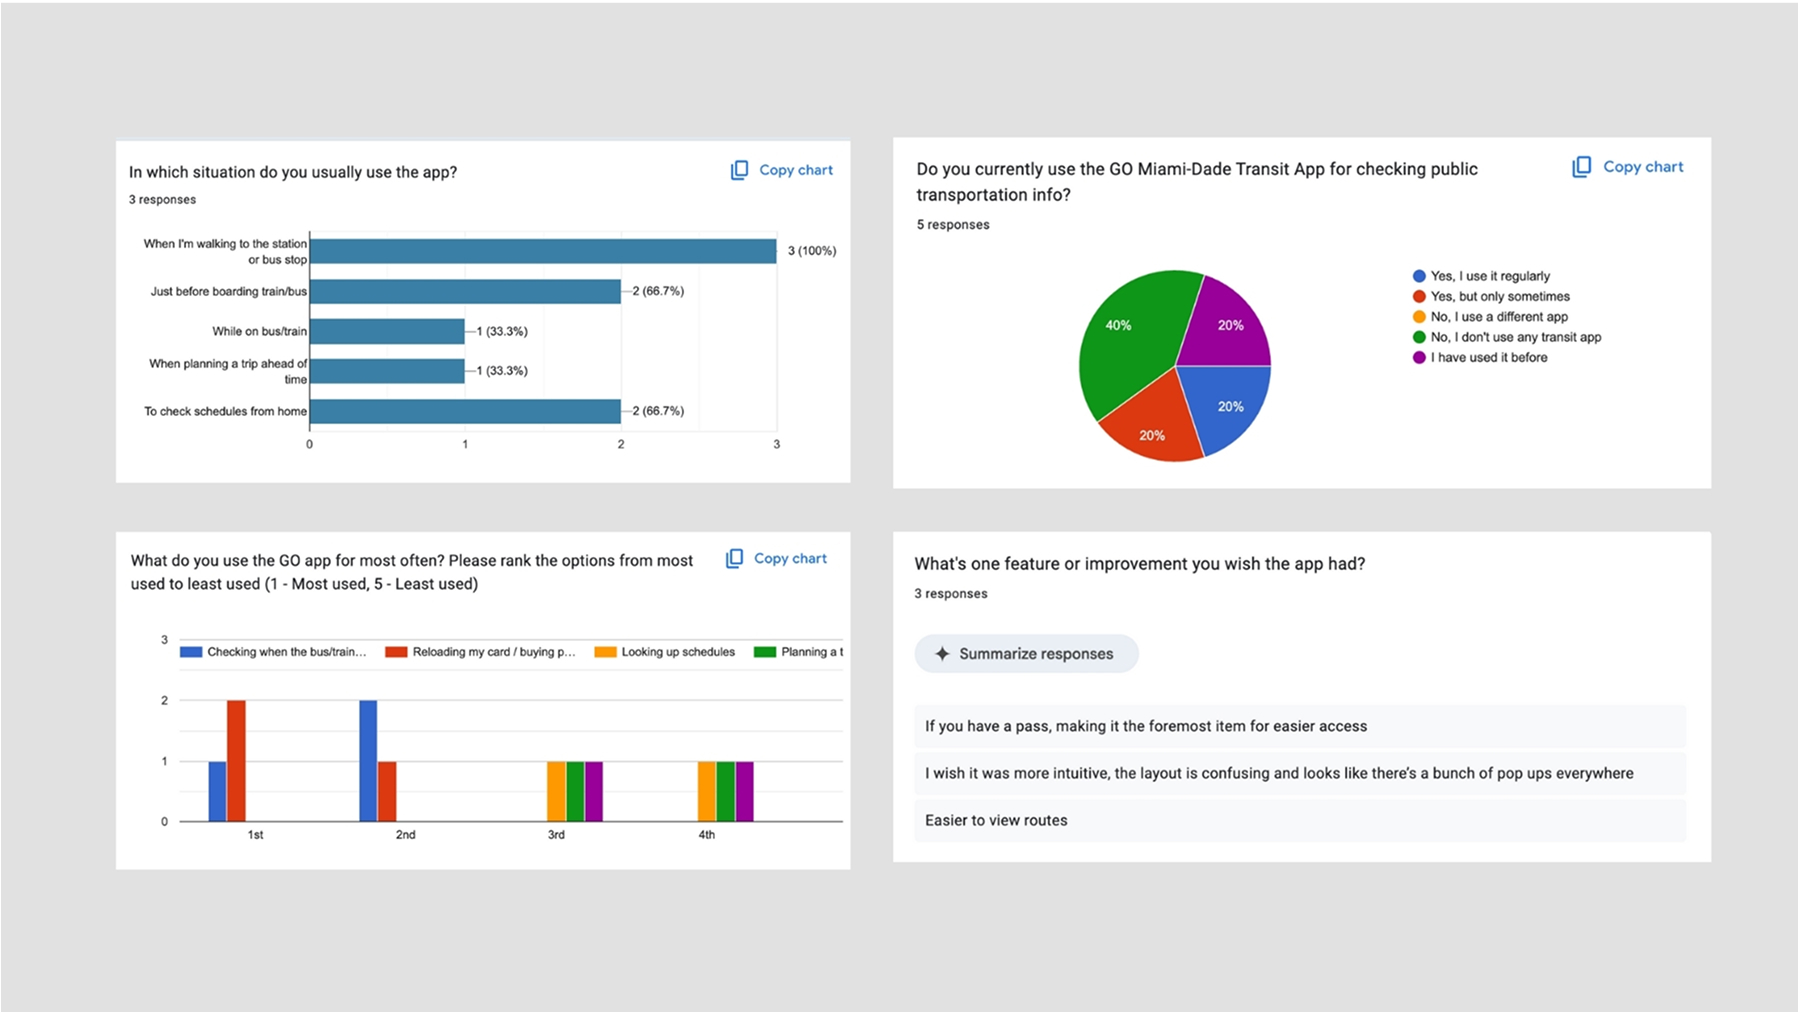 In which situation do you usually use the app?
Copy chart
3 responses
When I'm walking to the station
or bus stop
3 (100%)
Just before boarding train/bus
2 (66.7%)
While on bus/train
1 (33.3%)
When planning a trip ahead of
time
1 (33.3%)
To check schedules from home
2 (66.7%)
0
1
2
3
Do you currently use the GO Miami-Dade Transit App for checking public
transportation info?
Copy chart
5 responses
40%
20%
20%
20%
Yes, I use it regularly
Yes, but only sometimes
No, I use a different app
No, I don't use any transit app
I have used it before
What do you use the GO app for most often? Please rank the options from most
used to least used (1 - Most used, 5 - Least used)
Copy chart
3
Checking when the bus/train...
Reloading my card / buying p...
Looking up schedules
Planning a t
2
1
0
1st
2nd
3rd
4th
What's one feature or improvement you wish the app had?
3 responses
Summarize responses
If you have a pass, making it the foremost item for easier access
I wish it was more intuitive, the layout is confusing and looks like there’s a bunch of pop ups everywhere
Easier to view routes